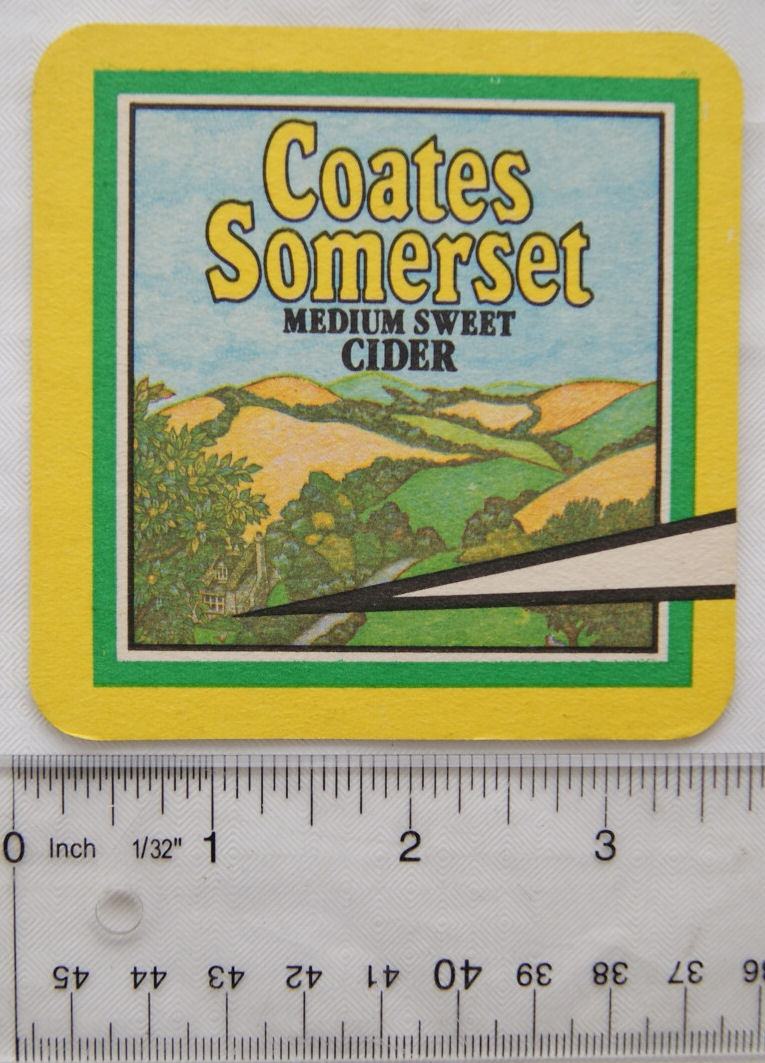 Coates
Somerset
MEDIUM SWEET
CIDER
0 Inch 1/32" 1 2 3
45 44 43 42 41 40 39 38 37 36